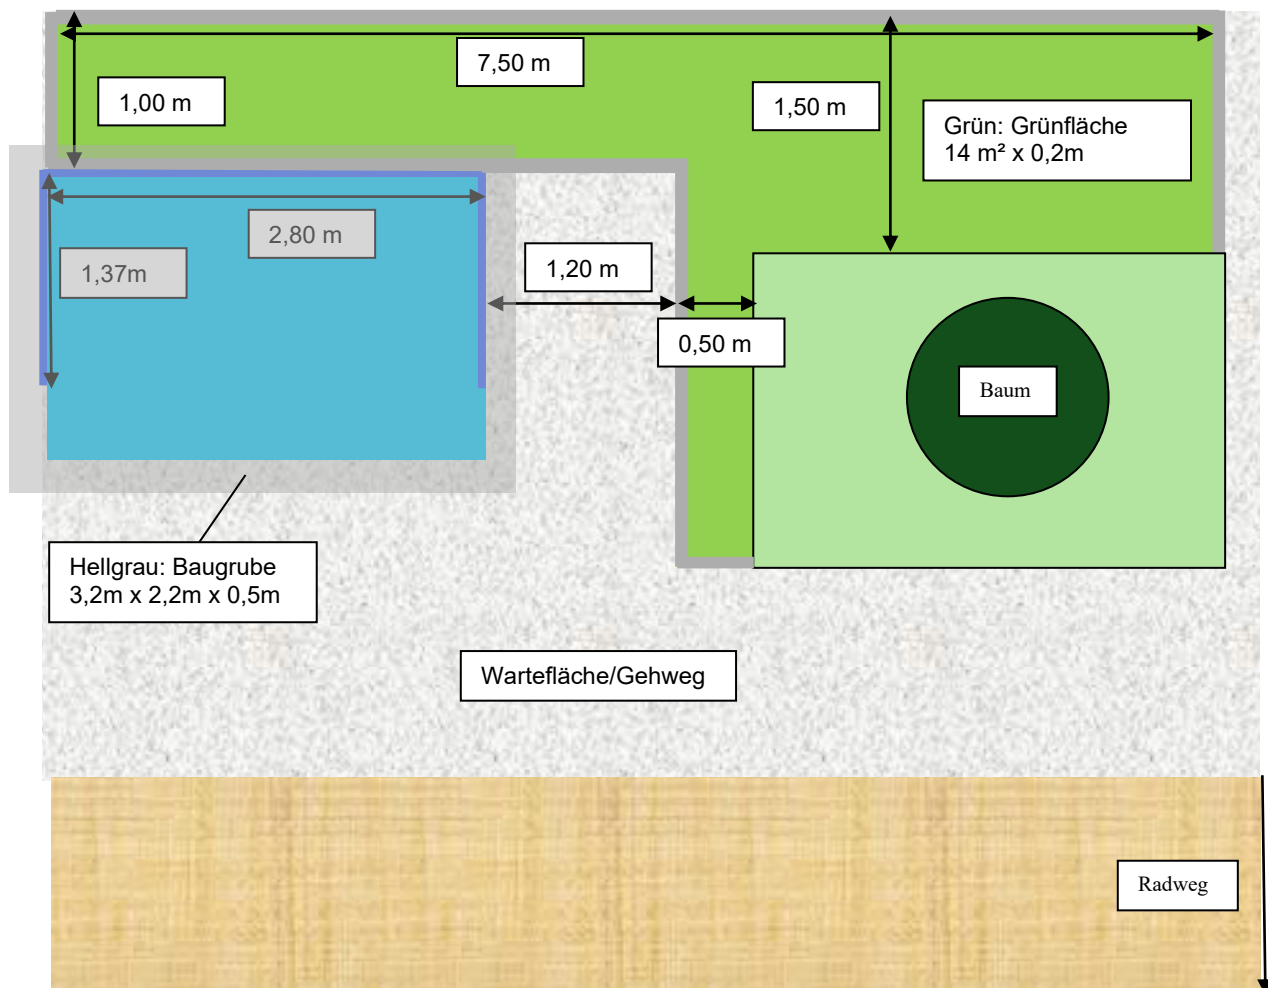 7,50 m
1,00 m
1,50 m
Grün: Grünfläche
14 m² x 0,2m
2,80 m
1,37m
1,20 m
0,50 m
Baum
Hellgrau: Baugrube
3,2m x 2,2m x 0,5m
Wartefläche/Gehweg
Radweg